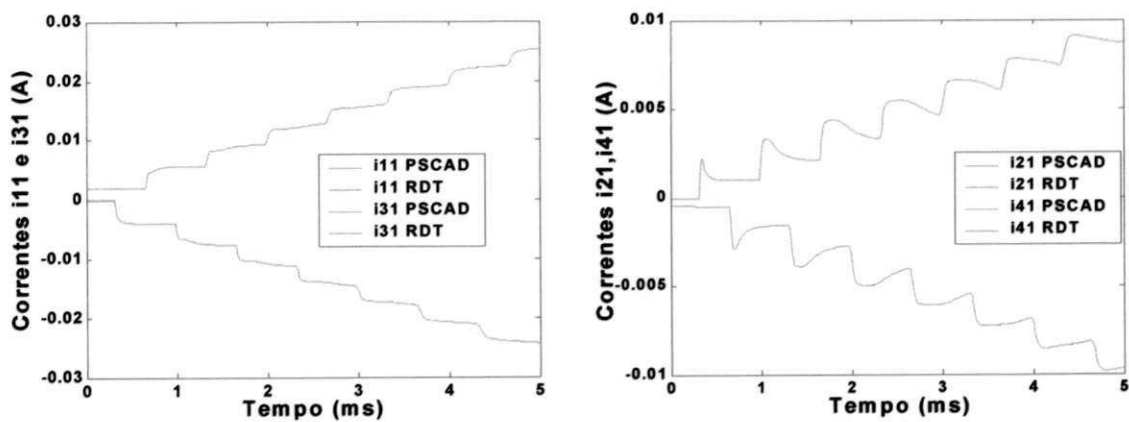 Correntes i11 e i31 (A)
0.03
0.02
0.01
0
-0.01
-0.02
-0.03
i11 PSCAD
i11 RDT
i31 PSCAD
i31 RDT
0 1 2 3 4 5
Tempo (ms)
Correntes i21,i41 (A)
0.01
0.005
0
-0.005
-0.01
i21 PSCAD
i21 RDT
i41 PSCAD
i41 RDT
0 1 2 3 4 5
Tempo (ms)